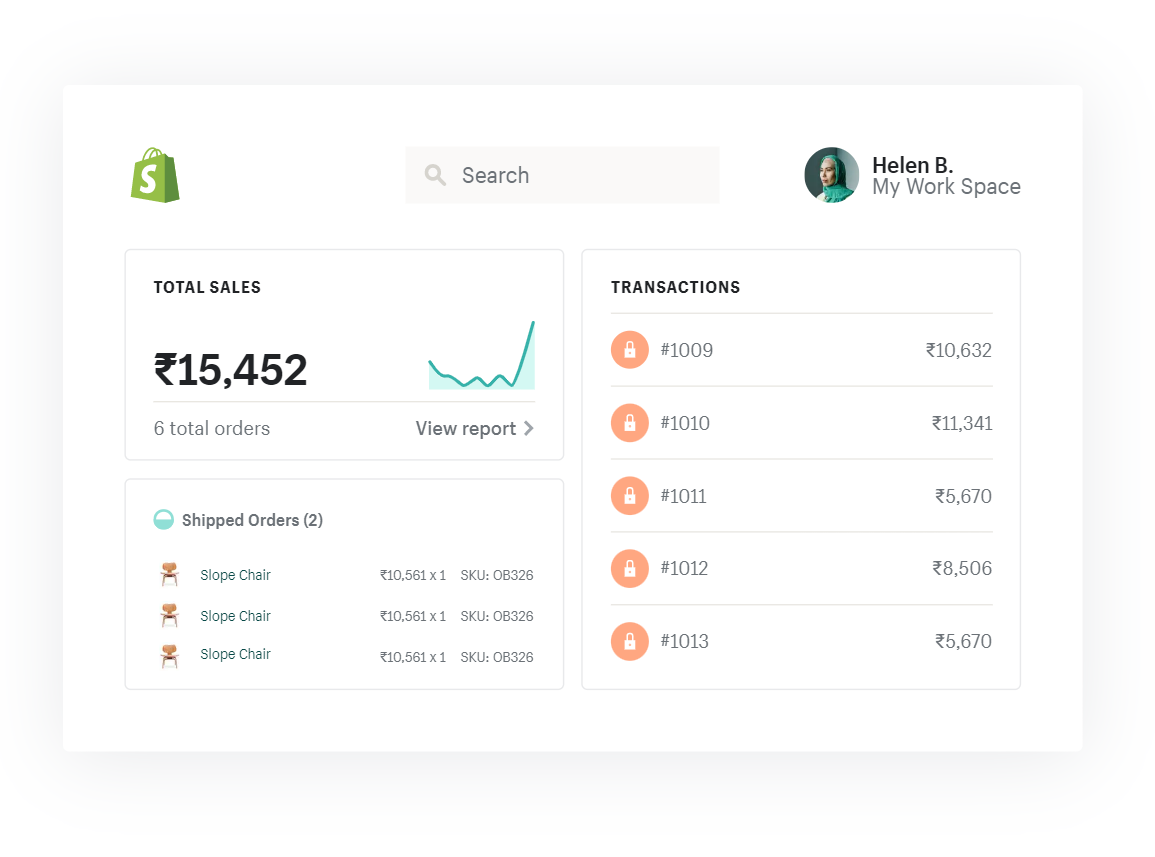 S
Search
Helen B.
My Work Space
TOTAL SALES
₹15,452
6 total orders
View report
Shipped Orders (2)
Slope Chair ₹10,561 x 1 SKU: OB326
Slope Chair ₹10,561 x 1 SKU: OB326
Slope Chair ₹10,561 x 1 SKU: OB326
TRANSACTIONS
#1009 ₹10,632
#1010 ₹11,341
#1011 ₹5,670
#1012 ₹8,506
#1013 ₹5,670